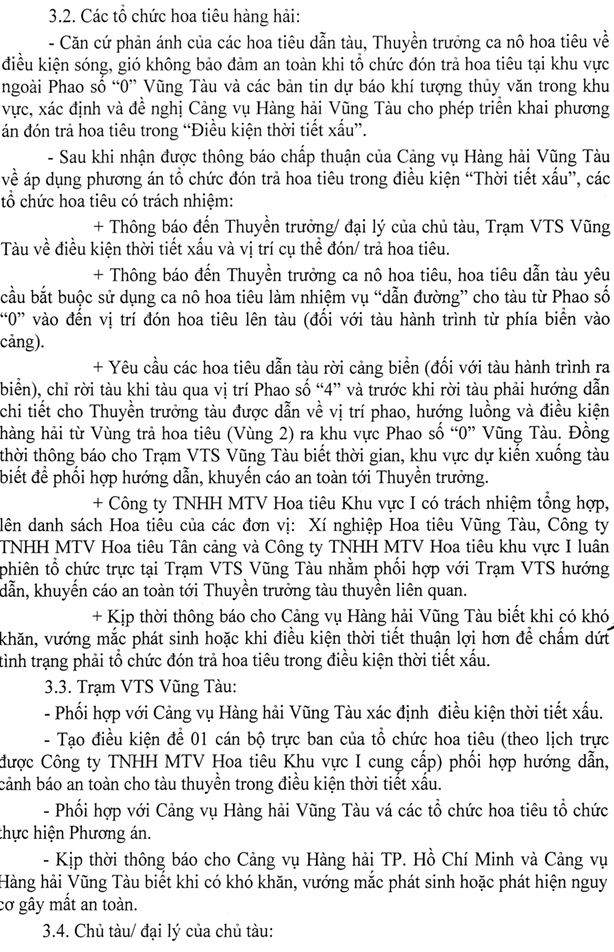 3.2. Các tổ chức hoa tiêu hàng hải:
- Căn cứ phản ánh của các hoa tiêu dẫn tàu, Thuyền trưởng ca nô hoa tiêu về
điều kiện sóng, gió không bảo đảm an toàn khi tổ chức đón trả hoa tiêu tại khu vực
ngoài Phao số “0” Vũng Tàu và các bản tin dự báo khí tượng thủy văn trong khu
vực, xác định và đề nghị Cảng vụ Hàng hải Vũng Tàu cho phép triển khai phương
án đón trả hoa tiêu trong “Điều kiện thời tiết xấu”.
- Sau khi nhận được thông báo chấp thuận của Cảng vụ Hàng hải Vũng Tàu
về áp dụng phương án tổ chức đón trả hoa tiêu trong điều kiện “Thời tiết xấu”, các
tổ chức hoa tiêu có trách nhiệm:
+ Thông báo đến Thuyền trưởng/ đại lý của chủ tàu, Trạm VTS Vũng
Tàu về điều kiện thời tiết xấu và vị trí cụ thể đón/ trả hoa tiêu.
+ Thông báo đến Thuyền trưởng ca nô hoa tiêu, hoa tiêu dẫn tàu yêu
cầu bắt buộc sử dụng ca nô hoa tiêu làm nhiệm vụ “dẫn đường” cho tàu từ Phao số
“0” vào đến vị trí đón hoa tiêu lên tàu (đối với tàu hành trình từ phía biển vào
cảng).
+ Yêu cầu các hoa tiêu dẫn tàu rời cảng biển (đối với tàu hành trình ra
biển), chỉ rời tàu khi tàu qua vị trí Phao số “4” và trước khi rời tàu phải hướng dẫn
chi tiết cho Thuyền trưởng tàu được dẫn về vị trí phao, hướng luồng và điều kiện
hàng hải từ Vùng trả hoa tiêu (Vùng 2) ra khu vực Phao số “0” Vũng Tàu. Đồng
thời thông báo cho Trạm VTS Vũng Tàu biết thời gian, khu vực dự kiến xuống tàu
biết để phối hợp hướng dẫn, khuyến cáo an toàn tới Thuyền trưởng.
+ Công ty TNHH MTV Hoa tiêu Khu vực I có trách nhiệm tổng hợp,
lên danh sách Hoa tiêu của các đơn vị: Xí nghiệp Hoa tiêu Vũng Tàu, Công ty
TNHH MTV Hoa tiêu Tân cảng và Công ty TNHH MTV Hoa tiêu khu vực I luân
phiên tổ chức trực tại Trạm VTS Vũng Tàu nhằm phối hợp với Trạm VTS hướng
dẫn, khuyến cáo an toàn tới Thuyền trưởng tàu thuyền liên quan.
+ Kịp thời thông báo cho Cảng vụ Hàng hải Vũng Tàu biết khi có khó
khăn, vướng mắc phát sinh hoặc khi điều kiện thời tiết thuận lợi hơn để chấm dứt
tình trạng phải tổ chức đón trả hoa tiêu trong điều kiện thời tiết xấu.
3.3. Trạm VTS Vũng Tàu:
- Phối hợp với Cảng vụ Hàng hải Vũng Tàu xác định điều kiện thời tiết xấu.
- Tạo điều kiện để 01 cán bộ trực ban của tổ chức hoa tiêu (theo lịch trực
được Công ty TNHH MTV Hoa tiêu Khu vực I cung cấp) phối hợp hướng dẫn,
cảnh báo an toàn cho tàu thuyền trong điều kiện thời tiết xấu.
- Phối hợp với Cảng vụ Hàng hải Vũng Tàu vá các tổ chức hoa tiêu tổ chức
thực hiện Phương án.
- Kịp thời thông báo cho Cảng vụ Hàng hải TP. Hồ Chí Minh và Cảng vụ
Hàng hải Vũng Tàu biết khi có khó khăn, vướng mắc phát sinh hoặc phát hiện nguy
cơ gây mất an toàn.
3.4. Chủ tàu/ đại lý của chủ tàu: